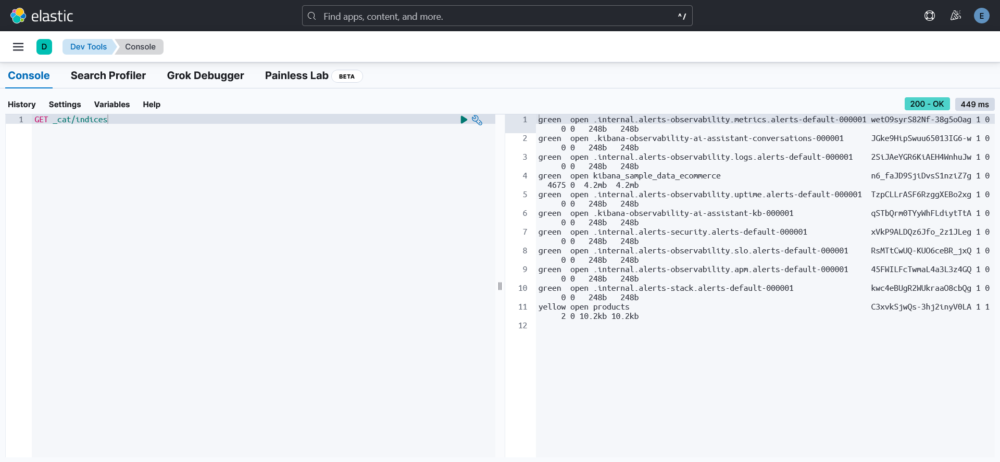 elastic
Find apps, content, and more.
^/
E
D
Dev Tools
Console
Console
Search Profiler
Grok Debugger
Painless Lab
BETA
History
Settings
Variables
Help
200 - OK
449 ms
1 GET _cat/indices
1 green  open .internal.alerts-observability.metrics.alerts-default-000001 wetO9syrS82Nf-38g5oOag 1 0
0 0   248b   248b
2 green  open .kibana-observability-ai-assistant-conversations-000001      JGke9HipSwuu65013IG6-w 1 0
0 0   248b   248b
3 green  open .internal.alerts-observability.logs.alerts-default-000001    2SiJAeYGR6KiAEH4WnhuJw 1 0
0 0   248b   248b
4 green  open kibana_sample_data_ecommerce                                 n6_faJD9SjiDvsS1nziZ7g 1 0
4675 0  4.2mb  4.2mb
5 green  open .internal.alerts-observability.uptime.alerts-default-000001  TzpCLLrASF6RzggXEBo2xg 1 0
0 0   248b   248b
6 green  open .kibana-observability-ai-assistant-kb-000001                 qSTbQrm0TYyWhFLdiytTtA 1 0
0 0   248b   248b
7 green  open .internal.alerts-security.alerts-default-000001              xVkP9ALDQz6Jfo_2z1JLeg 1 0
0 0   248b   248b
8 green  open .internal.alerts-observability.slo.alerts-default-000001     RsMTtCwUQ-KUO6ceBR_jxQ 1 0
0 0   248b   248b
9 green  open .internal.alerts-observability.apm.alerts-default-000001     45FWILFcTwmaL4a3L3z4GQ 1 0
0 0   248b   248b
10 green  open .internal.alerts-stack.alerts-default-000001                 kwc4eBUgR2WUkraaO8cbQg 1 0
0 0   248b   248b
11 yellow open products                                                     C3xvkSjwQs-3hj2inyV0LA 1 1
2 0 10.2kb 10.2kb
12